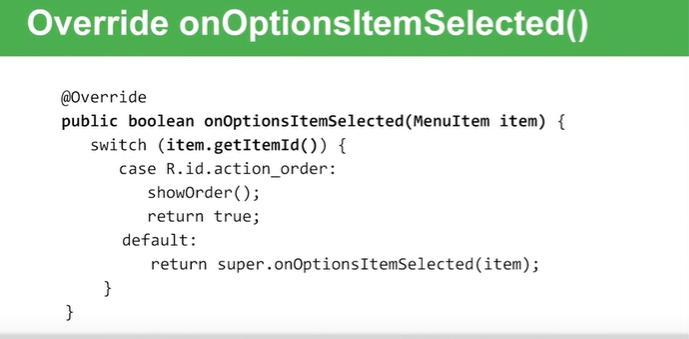 Override onOptionsItemSelected()
@Override
public boolean onOptionsItemSelected(MenuItem item) {
switch (item.getItemId()) {
case R.id.action_order:
showOrder();
return true;
default:
return super.onOptionsItemSelected(item);
}
}